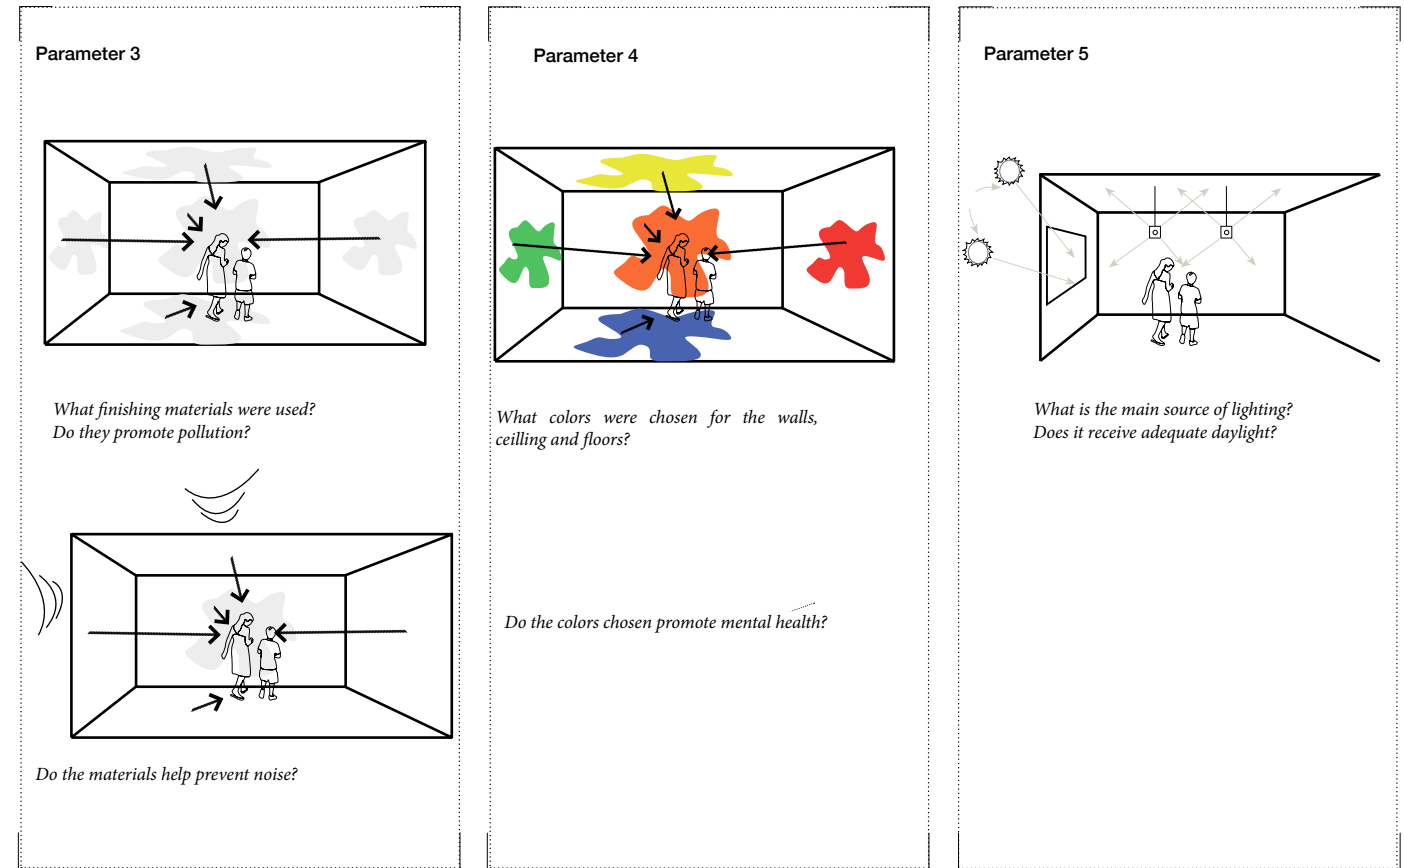 Parameter 3
What finishing materials were used?
Do they promote pollution?
Do the materials help prevent noise?
Parameter 4
What colors were chosen for the walls,
ceilling and floors?
Do the colors chosen promote mental health?
Parameter 5
What is the main source of lighting?
Does it receive adequate daylight?